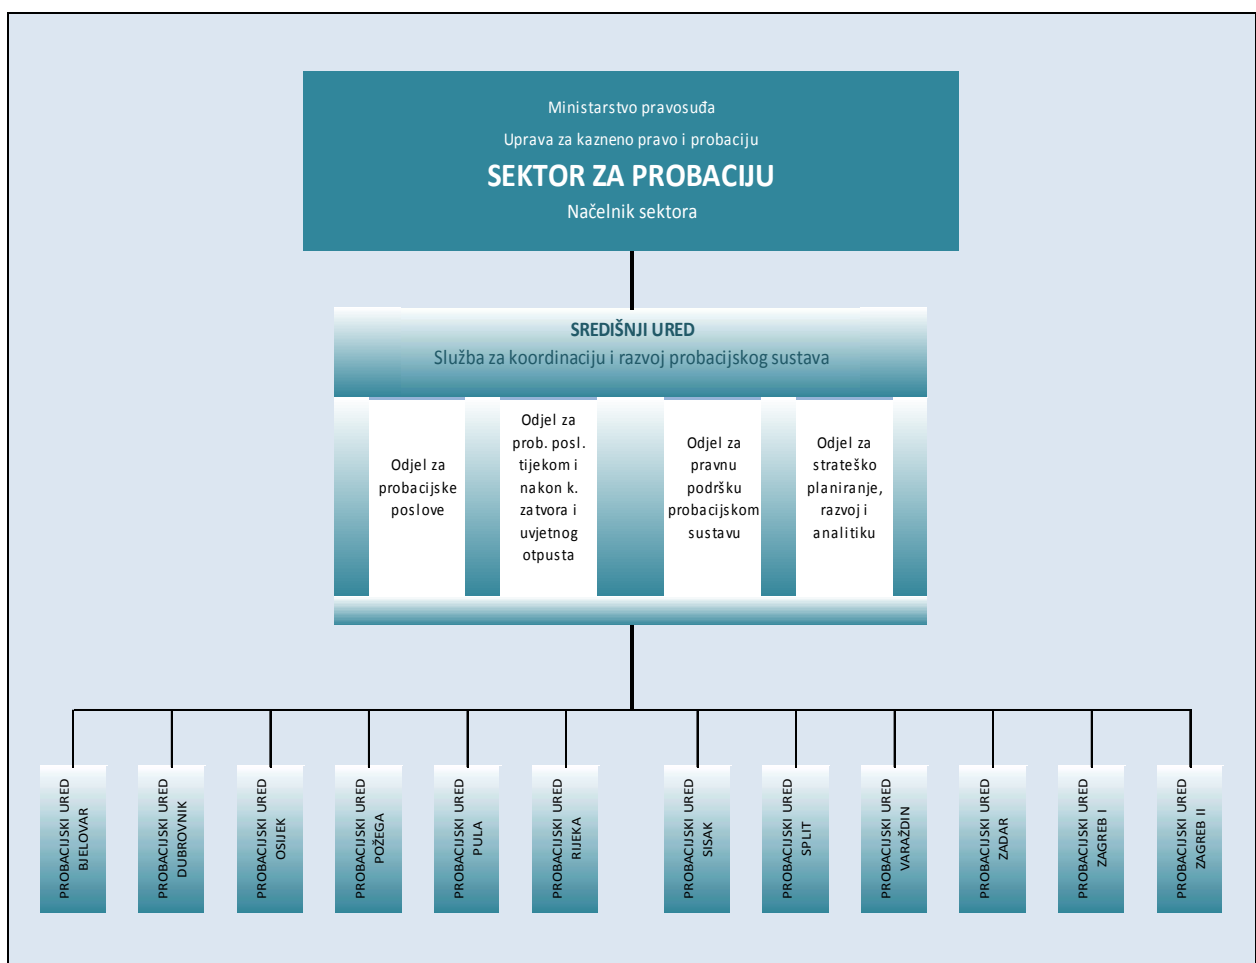 Ministarstvo pravosuđa
Uprava za kazneno pravo i probaciju
SEKTOR ZA PROBACIJU
Načelnik sektora
SREDIŠNJI URED
Služba za koordinaciju i razvoj probacijskog sustava
Odjel za
probacijske
poslove
Odjel za
prob. posl.
tijekom i
nakon k.
zatvora i
uvjetnog
otpusta
Odjel za
pravnu
podršku
probacijskom
sustavu
Odjel za
strateško
planiranje,
razvoj i
analitiku
PROBACIJSKI URED
BJELOVAR
PROBACIJSKI URED
DUBROVNIK
PROBACIJSKI URED
OSIJEK
PROBACIJSKI URED
POŽEGA
PROBACIJSKI URED
PULA
PROBACIJSKI URED
RIJEKA
PROBACIJSKI URED
SISAK
PROBACIJSKI URED
SPLIT
PROBACIJSKI URED
VARAŽDIN
PROBACIJSKI URED
ZADAR
PROBACIJSKI URED
ZAGREB I
PROBACIJSKI URED
ZAGREB II